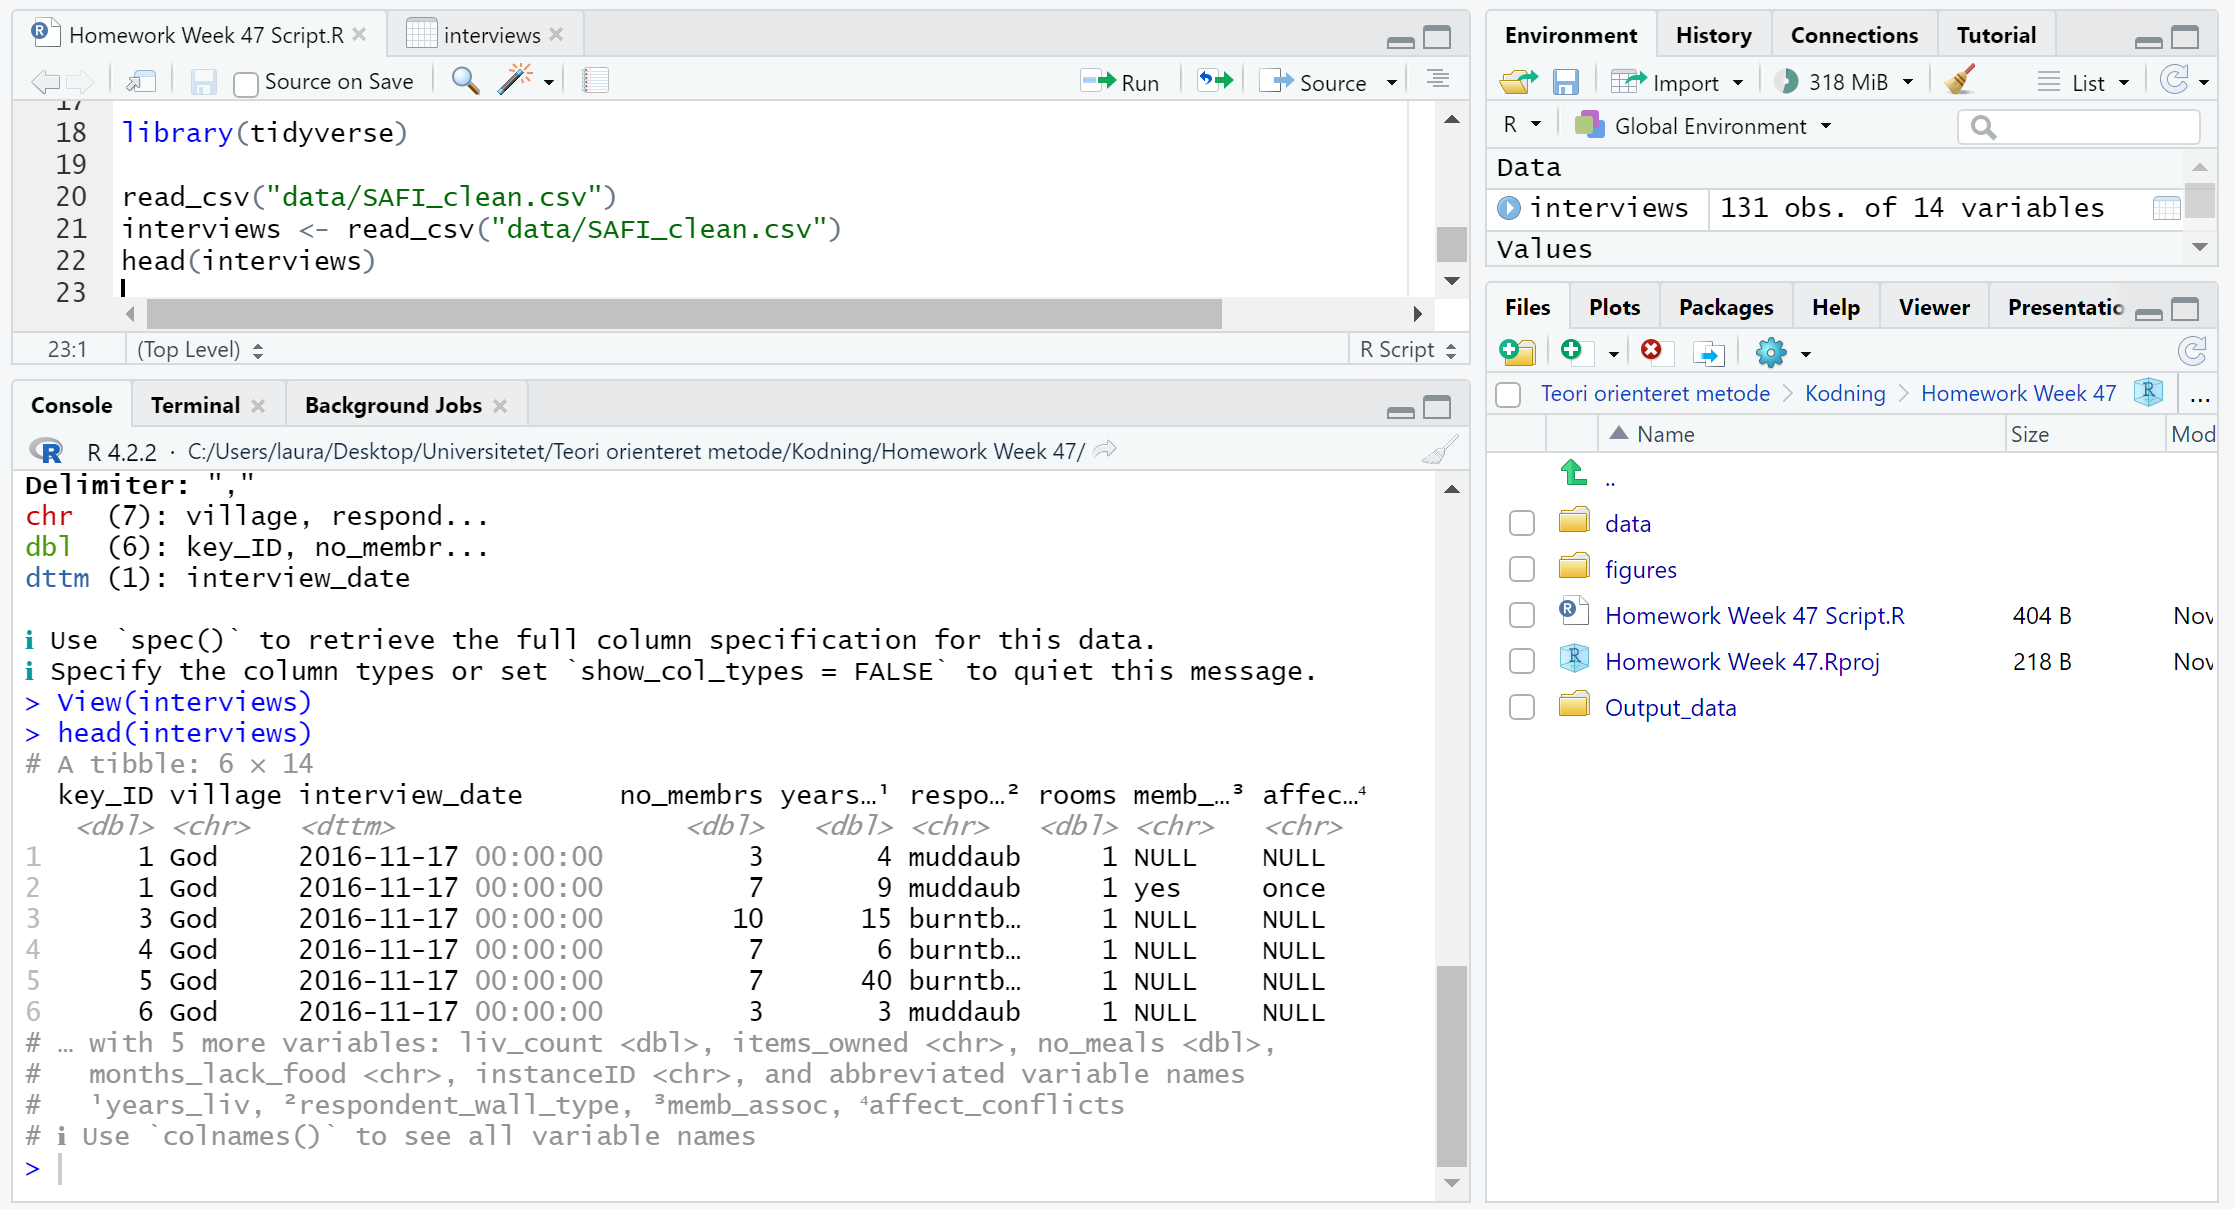 Homework Week 47 Script.R
interviews
Source on Save
Run
Source
17
18 library(tidyverse)
19
20 read_csv("data/SAFI_clean.csv")
21 interviews <- read_csv("data/SAFI_clean.csv")
22 head(interviews)
23
23:1 (Top Level) R Script
Console Terminal Background Jobs
R 4.2.2 · C:/Users/laura/Desktop/Universitetet/Teori orienteret metode/Kodning/Homework Week 47/
Delimiter: ","
chr (7): village, respond...
dbl (6): key_ID, no_membr...
dttm (1): interview_date
ℹ Use `spec()` to retrieve the full column specification for this data.
ℹ Specify the column types or set `show_col_types = FALSE` to quiet this message.
> View(interviews)
> head(interviews)
# A tibble: 6 × 14
key_ID village interview_date no_membrs years…¹ respo…² rooms memb_…³ affec…⁴
<dbl> <chr> <dttm> <dbl> <dbl> <chr> <dbl> <chr> <chr>
1 1 God 2016-11-17 00:00:00 3 4 muddaub 1 NULL NULL
2 1 God 2016-11-17 00:00:00 7 9 muddaub 1 yes once
3 3 God 2016-11-17 00:00:00 10 15 burntb… 1 NULL NULL
4 4 God 2016-11-17 00:00:00 7 6 burntb… 1 NULL NULL
5 5 God 2016-11-17 00:00:00 7 40 burntb… 1 NULL NULL
6 6 God 2016-11-17 00:00:00 3 3 muddaub 1 NULL NULL
# … with 5 more variables: liv_count <dbl>, items_owned <chr>, no_meals <dbl>,
# months_lack_food <chr>, instanceID <chr>, and abbreviated variable names
# ¹years_liv, ²respondent_wall_type, ³memb_assoc, ⁴affect_conflicts
# ℹ Use `colnames()` to see all variable names
>
Environment History Connections Tutorial
Import 318 MiB List
R Global Environment
Data
interviews 131 obs. of 14 variables
Values
Files Plots Packages Help Viewer Presentatio
Teori orienteret metode Kodning Homework Week 47 ...
Name Size Mod
..
data
figures
Homework Week 47 Script.R 404 B Nov
Homework Week 47.Rproj 218 B Nov
Output_data